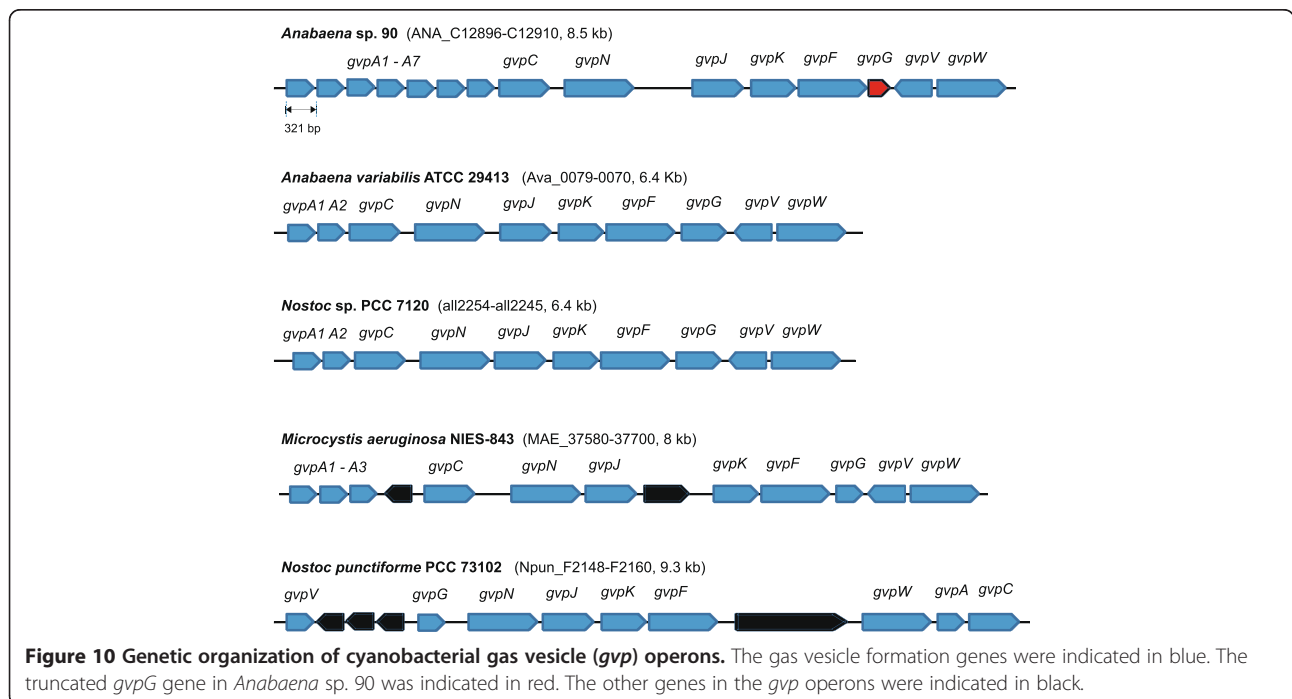 Anabaena sp. 90 (ANA_C12896-C12910, 8.5 kb)
gvpA1 - A7 gvpC gvpN gvpJ gvpK gvpF gvpG gvpV gvpW
321 bp
Anabaena variabilis ATCC 29413 (Ava_0079-0070, 6.4 Kb)
gvpA1 A2 gvpC gvpN gvpJ gvpK gvpF gvpG gvpV gvpW
Nostoc sp. PCC 7120 (all2254-all2245, 6.4 kb)
gvpA1 A2 gvpC gvpN gvpJ gvpK gvpF gvpG gvpV gvpW
Microcystis aeruginosa NIES-843 (MAE_37580-37700, 8 kb)
gvpA1 - A3 gvpC gvpN gvpJ gvpK gvpF gvpG gvpV gvpW
Nostoc punctiforme PCC 73102 (Npun_F2148-F2160, 9.3 kb)
gvpV gvpG gvpN gvpJ gvpK gvpF gvpW gvpA gvpC
Figure 10 Genetic organization of cyanobacterial gas vesicle (gvp) operons. The gas vesicle formation genes were indicated in blue. The
truncated gvpG gene in Anabaena sp. 90 was indicated in red. The other genes in the gvp operons were indicated in black.